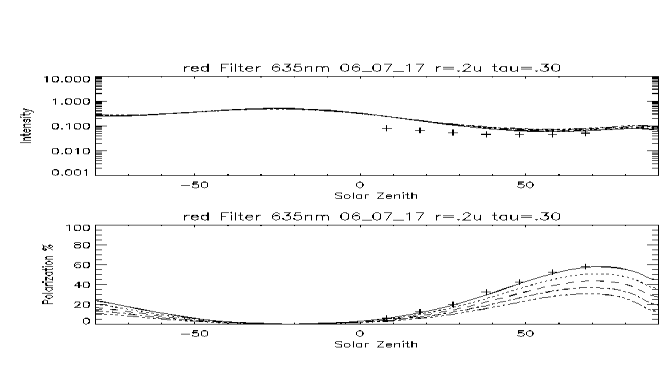 red Filter 635nm 06_07_17 r=.2u tau=.30
10.000
1.000
0.100
0.010
0.001
Intensity
-50 0 50
Solar Zenith
red Filter 635nm 06_07_17 r=.2u tau=.30
100
80
60
40
20
0
Polarization %
-50 0 50
Solar Zenith